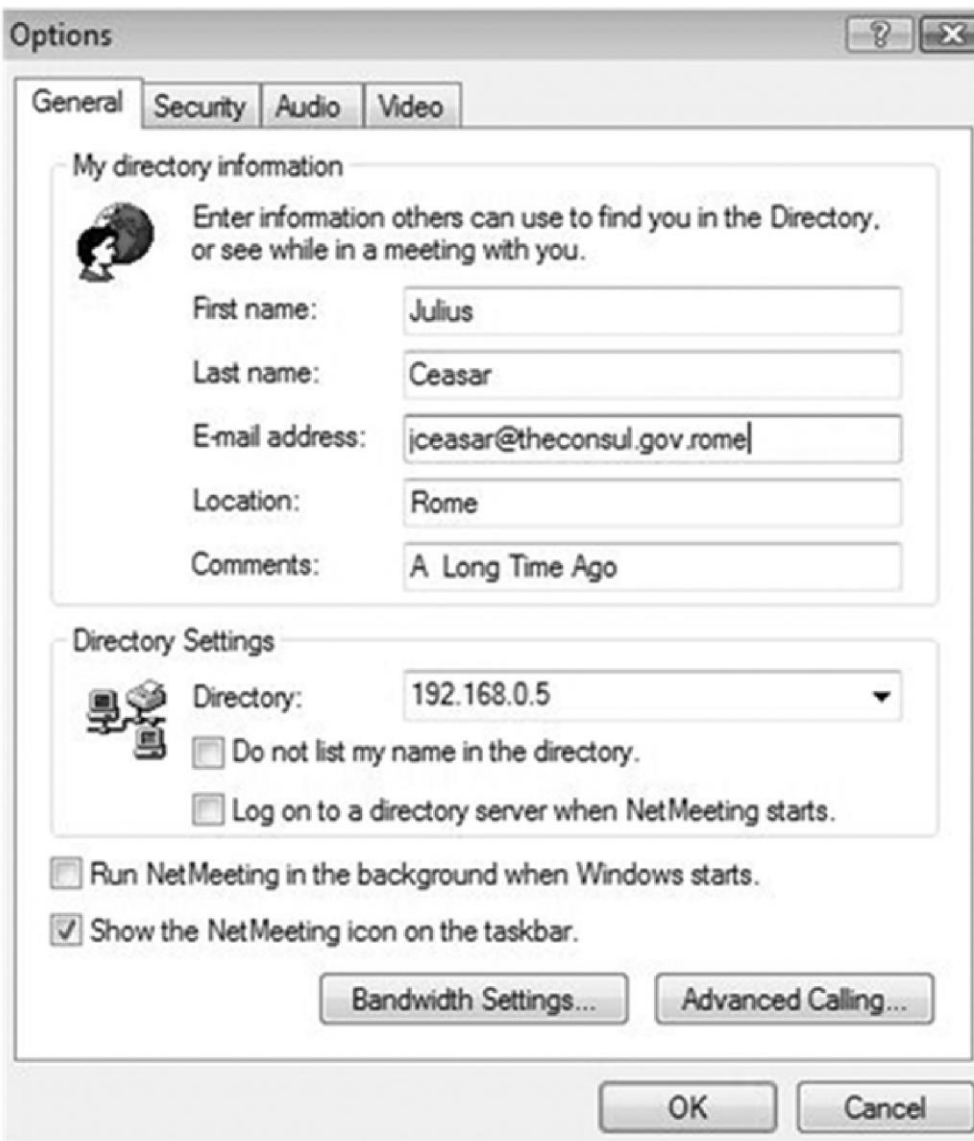 Options
General Security Audio Video
My directory information
Enter information others can use to find you in the Directory,
or see while in a meeting with you.
First name: Julius
Last name: Ceasar
E-mail address: jceasar@theconsul.gov.rome
Location: Rome
Comments: A Long Time Ago
Directory Settings
Directory: 192.168.0.5
Do not list my name in the directory.
Log on to a directory server when NetMeeting starts.
Run NetMeeting in the background when Windows starts.
Show the NetMeeting icon on the taskbar.
Bandwidth Settings... Advanced Calling...
OK Cancel